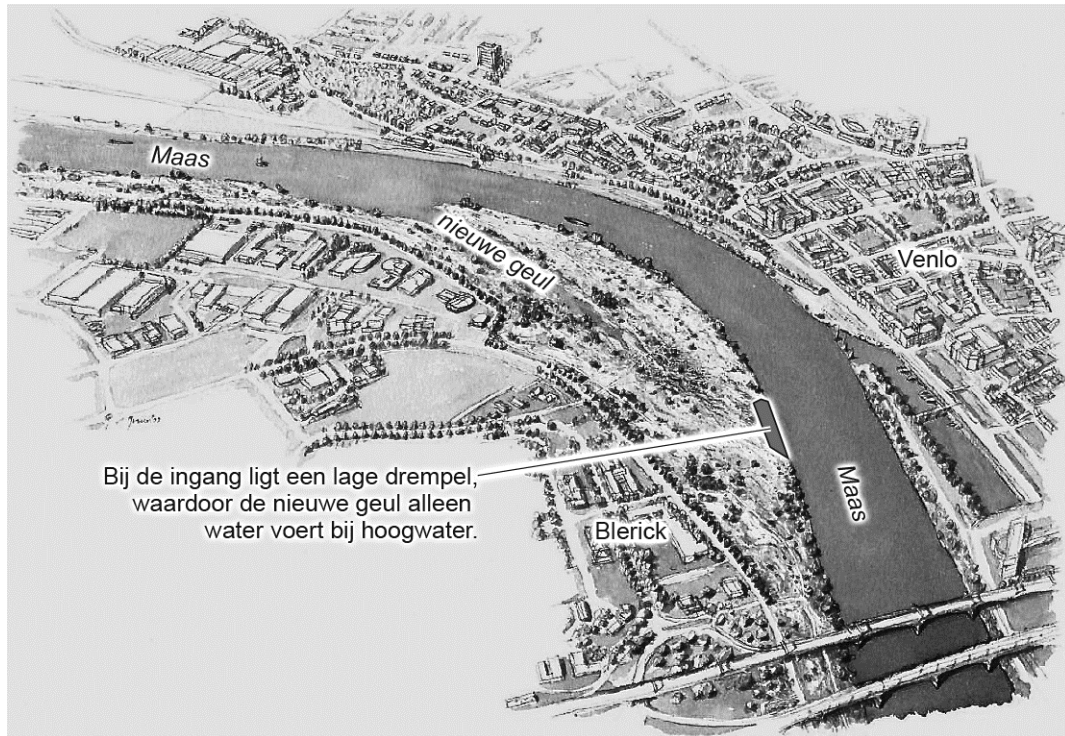 Maas
nieuwe geul
Venlo
Bij de ingang ligt een lage drempel,
waardoor de nieuwe geul alleen
water voert bij hoogwater.
Maas
Blerick